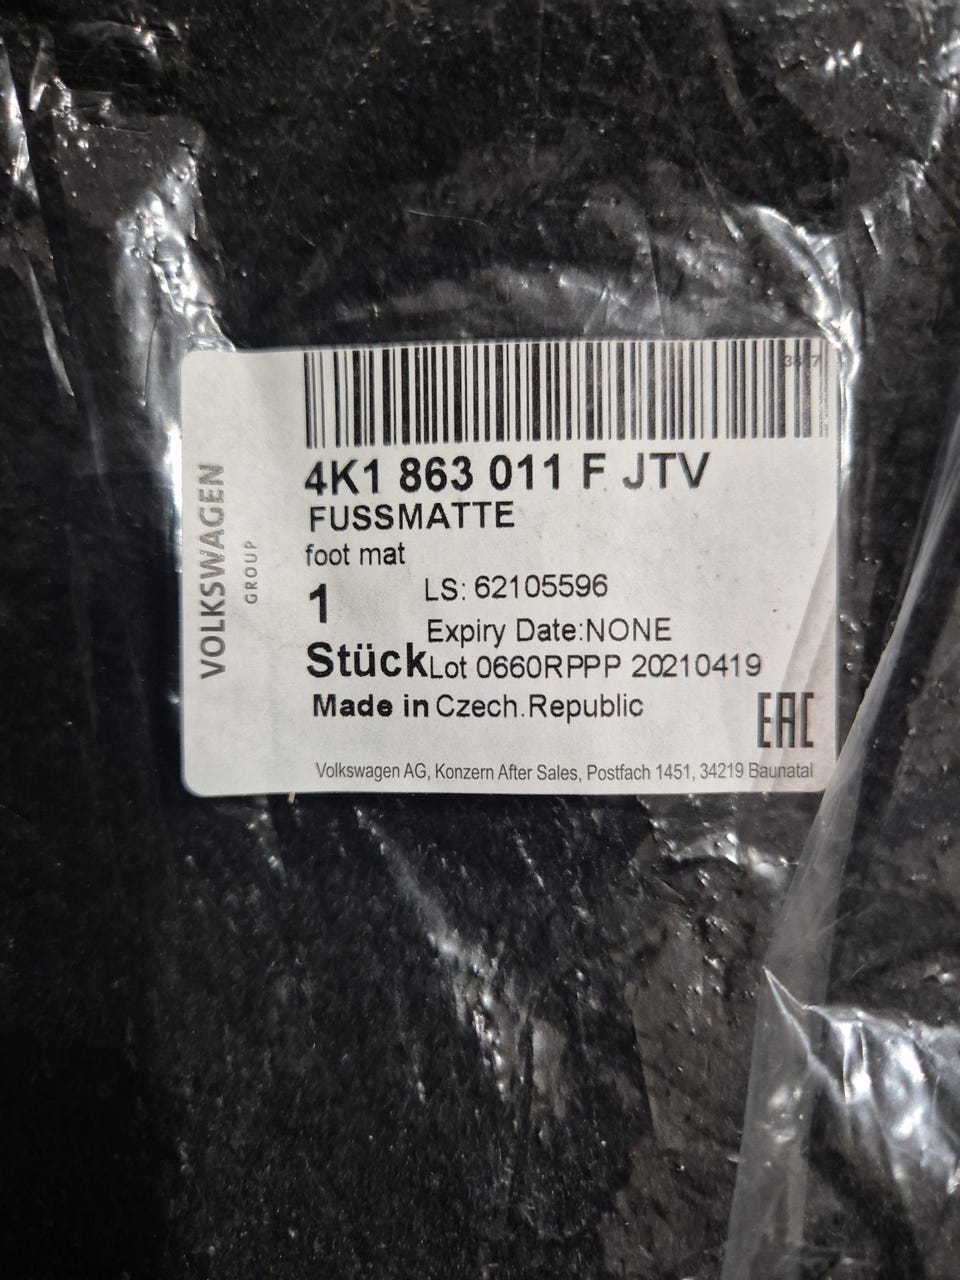 4K1 863 011 F JTV
FUSSMATTE
foot mat
1
LS: 62105596
Expiry Date:NONE
Stück Lot 0660RPPP 20210419
Made in Czech.Republic
EAC
Volkswagen AG, Konzern After Sales, Postfach 1451, 34219 Baunatal
VOLKSWAGEN
GROUP